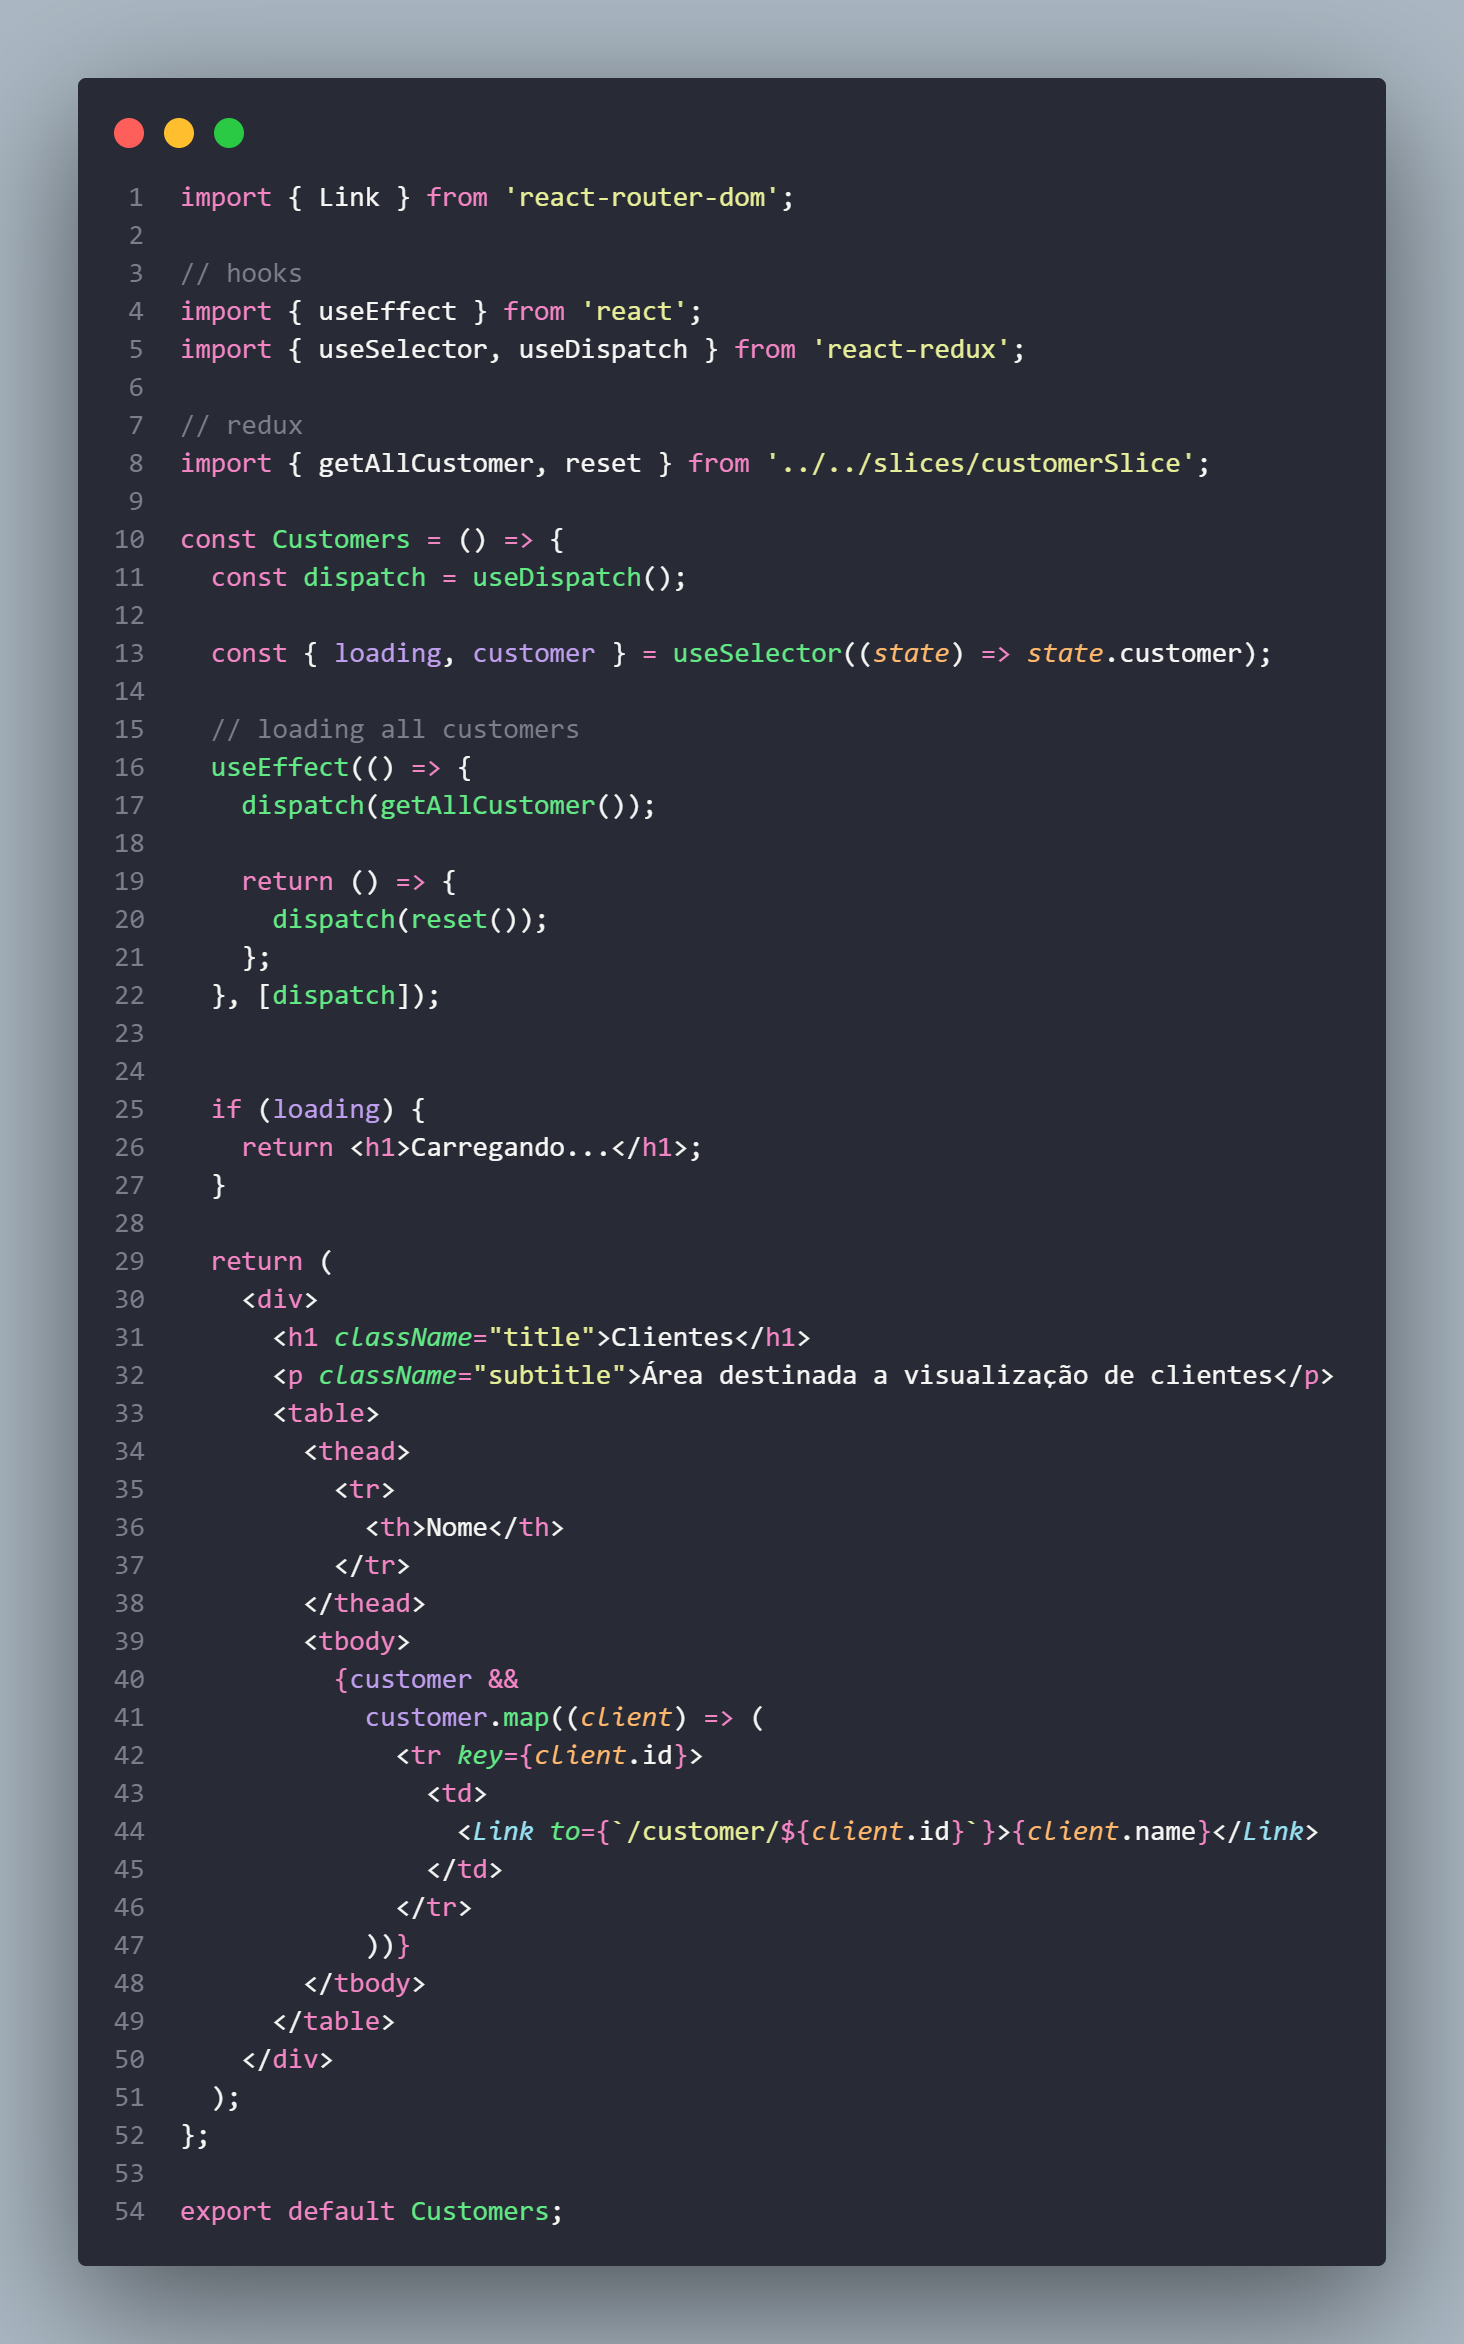 1 import { Link } from 'react-router-dom';
2
3 // hooks
4 import { useEffect } from 'react';
5 import { useSelector, useDispatch } from 'react-redux';
6
7 // redux
8 import { getAllCustomer, reset } from '../../slices/customerSlice';
9
10 const Customers = () => {
11   const dispatch = useDispatch();
12
13   const { loading, customer } = useSelector((state) => state.customer);
14
15   // loading all customers
16   useEffect(() => {
17     dispatch(getAllCustomer());
18
19     return () => {
20       dispatch(reset());
21     };
22   }, [dispatch]);
23
24
25   if (loading) {
26     return <h1>Carregando...</h1>;
27   }
28
29   return (
30     <div>
31       <h1 className="title">Clientes</h1>
32       <p className="subtitle">Área destinada a visualização de clientes</p>
33       <table>
34         <thead>
35           <tr>
36             <th>Nome</th>
37           </tr>
38         </thead>
39         <tbody>
40           {customer &&
41             customer.map((client) => (
42               <tr key={client.id}>
43                 <td>
44                   <Link to={`/customer/${client.id}`}>{client.name}</Link>
45                 </td>
46               </tr>
47             ))}
48         </tbody>
49       </table>
50     </div>
51   );
52 };
53
54 export default Customers;